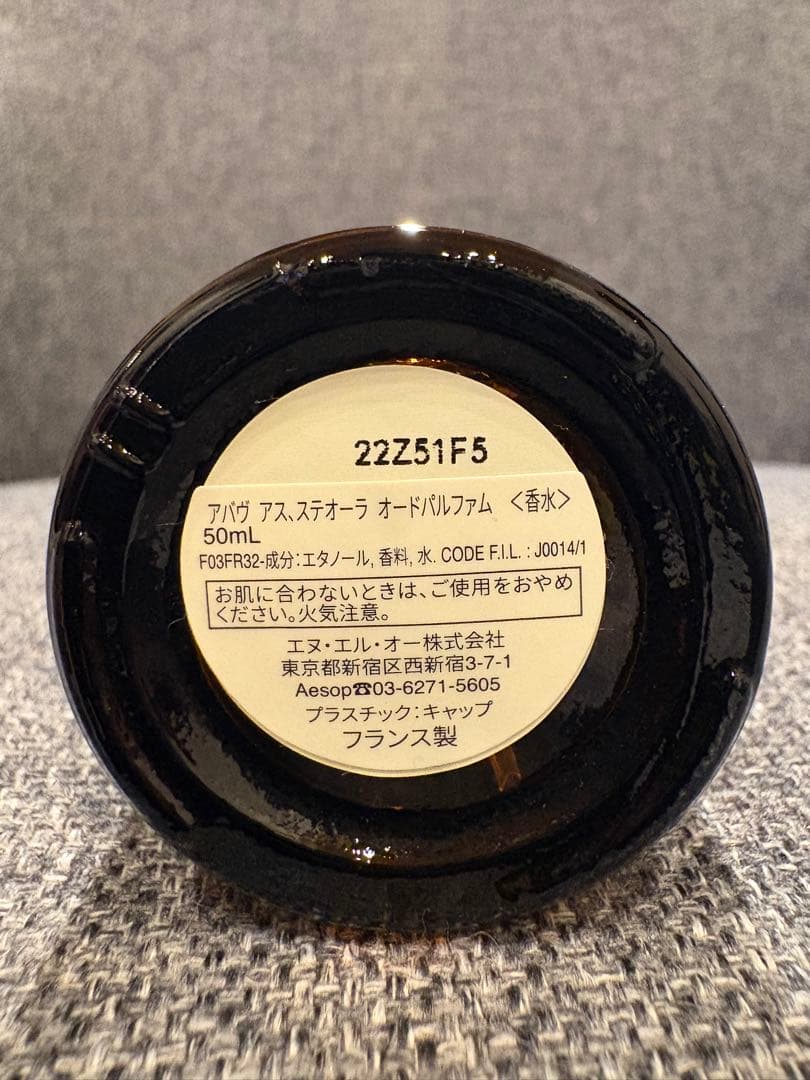 22Z51F5
アバヴ アス、ステオーラ オードパルファム <香水>
50mL
F03FR32-成分:エタノール, 香料, 水. CODE F.I.L. : J0014/1
お肌に合わないときは、ご使用をおやめ
ください。火気注意。
エヌ・エル・オー株式会社
東京都新宿区西新宿3-7-1
Aesop☎03-6271-5605
プラスチック:キャップ
フランス製